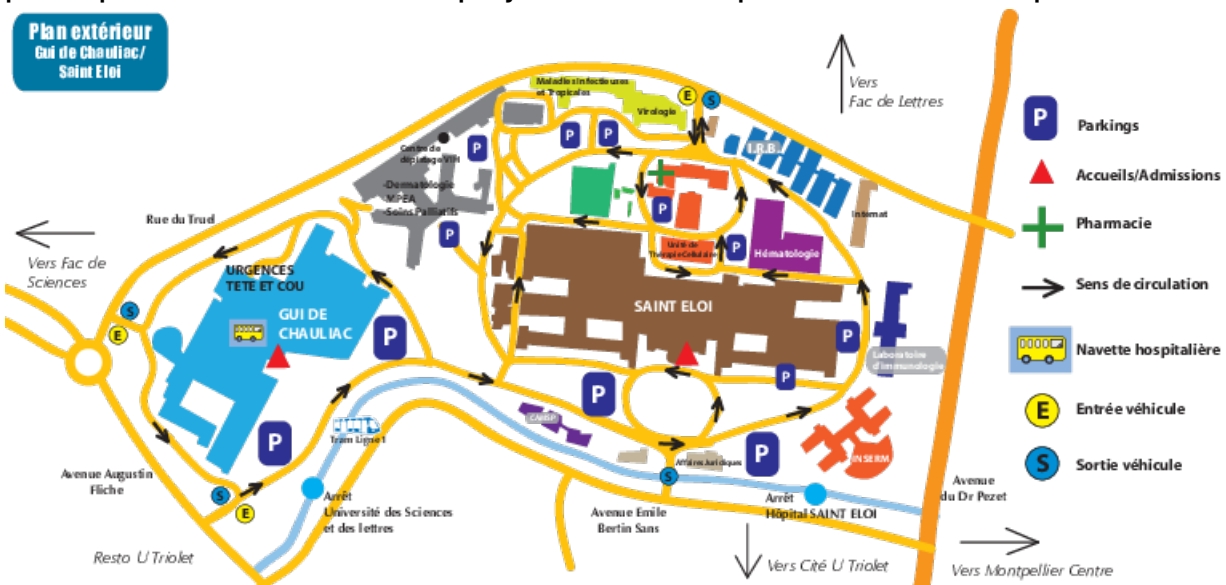 Plan extérieur
Gui de Chauliac/
Saint Eloi
Maladies Infectieuses
et Tropicales
Virologie
E
S
Vers
Fac de Lettres
P
Parkings
Accueils/Admissions
Pharmacie
Sens de circulation
Navette hospitalière
E
Entrée véhicule
S
Sortie véhicule
P
P
P
Centre de
dépistage VIH
-Dermatologie
-Soins Palliatifs
I.R.B.
Internat
Rue du Truel
P
P
P
Unité de
Thérapie Cellulaire
Hématologie
Vers Fac de
Sciences
URGENCES
TETE ET COU
GUI DE
CHAULIAC
SAINT ELOI
S
E
P
P
Laboratoire
d'immunologie
P
P
CAMSP
Tram Ligne 1
P
P
Affaires Juridiques
INSERM
Avenue Augustin
Fliche
S
E
S
Arrêt
Université des Sciences
et des lettres
Avenue Emile
Bertin Sans
Arrêt
Hôpital SAINT ELOI
Avenue
du Dr Pezet
Resto U Triolet
Vers Cité U Triolet
Vers Montpellier Centre